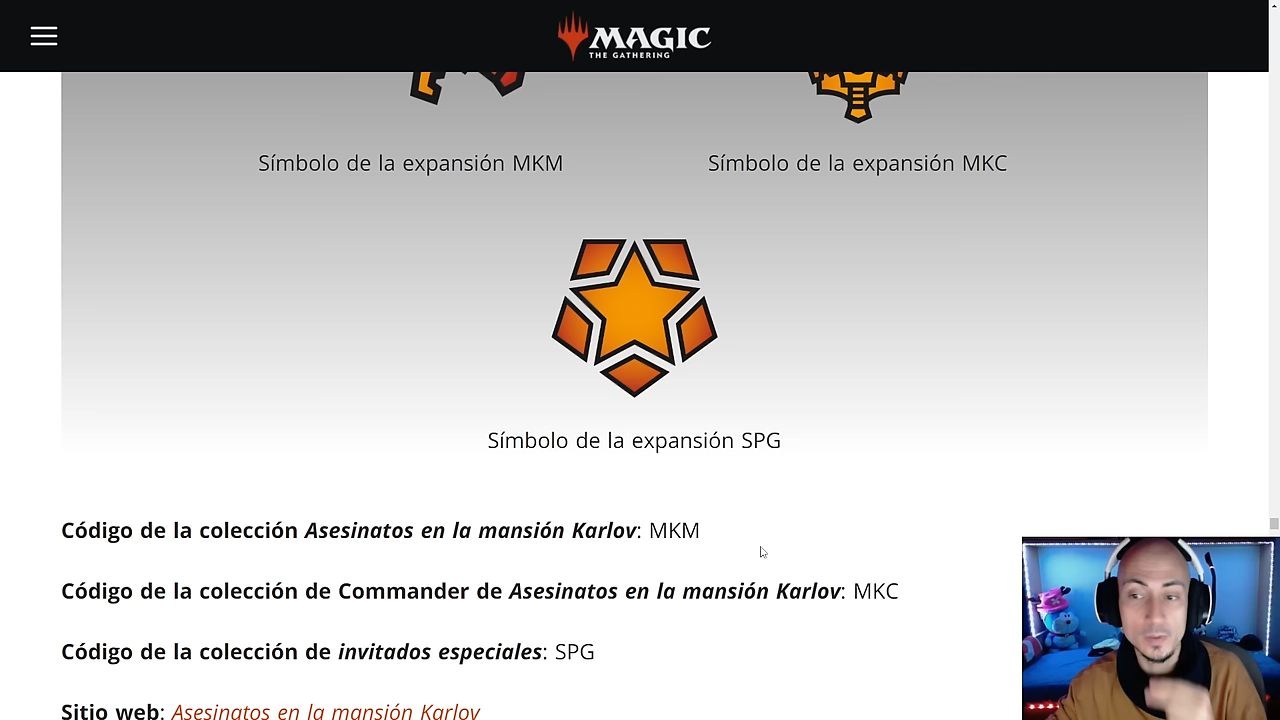 MAGIC
THE GATHERING
Símbolo de la expansión MKM
Símbolo de la expansión MKC
Símbolo de la expansión SPG
Código de la colección Asesinatos en la mansión Karlov: MKM
Código de la colección de Commander de Asesinatos en la mansión Karlov: MKC
Código de la colección de invitados especiales: SPG
Sitio web: Asesinatos en la mansión Karlov